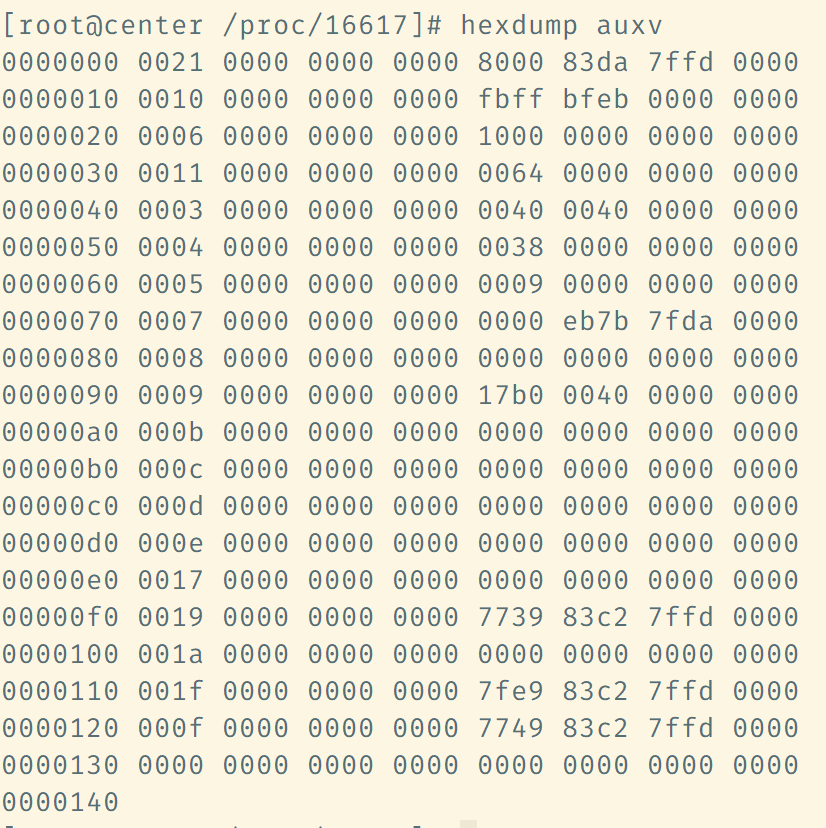 [root@center /proc/16617]# hexdump auxv
0000000 0021 0000 0000 0000 8000 83da 7ffd 0000
0000010 0010 0000 0000 0000 fbff bfeb 0000 0000
0000020 0006 0000 0000 0000 1000 0000 0000 0000
0000030 0011 0000 0000 0000 0064 0000 0000 0000
0000040 0003 0000 0000 0000 0040 0040 0000 0000
0000050 0004 0000 0000 0000 0038 0000 0000 0000
0000060 0005 0000 0000 0000 0009 0000 0000 0000
0000070 0007 0000 0000 0000 0000 eb7b 7fda 0000
0000080 0008 0000 0000 0000 0000 0000 0000 0000
0000090 0009 0000 0000 0000 17b0 0040 0000 0000
00000a0 000b 0000 0000 0000 0000 0000 0000 0000
00000b0 000c 0000 0000 0000 0000 0000 0000 0000
00000c0 000d 0000 0000 0000 0000 0000 0000 0000
00000d0 000e 0000 0000 0000 0000 0000 0000 0000
00000e0 0017 0000 0000 0000 0000 0000 0000 0000
00000f0 0019 0000 0000 0000 7739 83c2 7ffd 0000
0000100 001a 0000 0000 0000 0000 0000 0000 0000
0000110 001f 0000 0000 0000 7fe9 83c2 7ffd 0000
0000120 000f 0000 0000 0000 7749 83c2 7ffd 0000
0000130 0000 0000 0000 0000 0000 0000 0000 0000
0000140